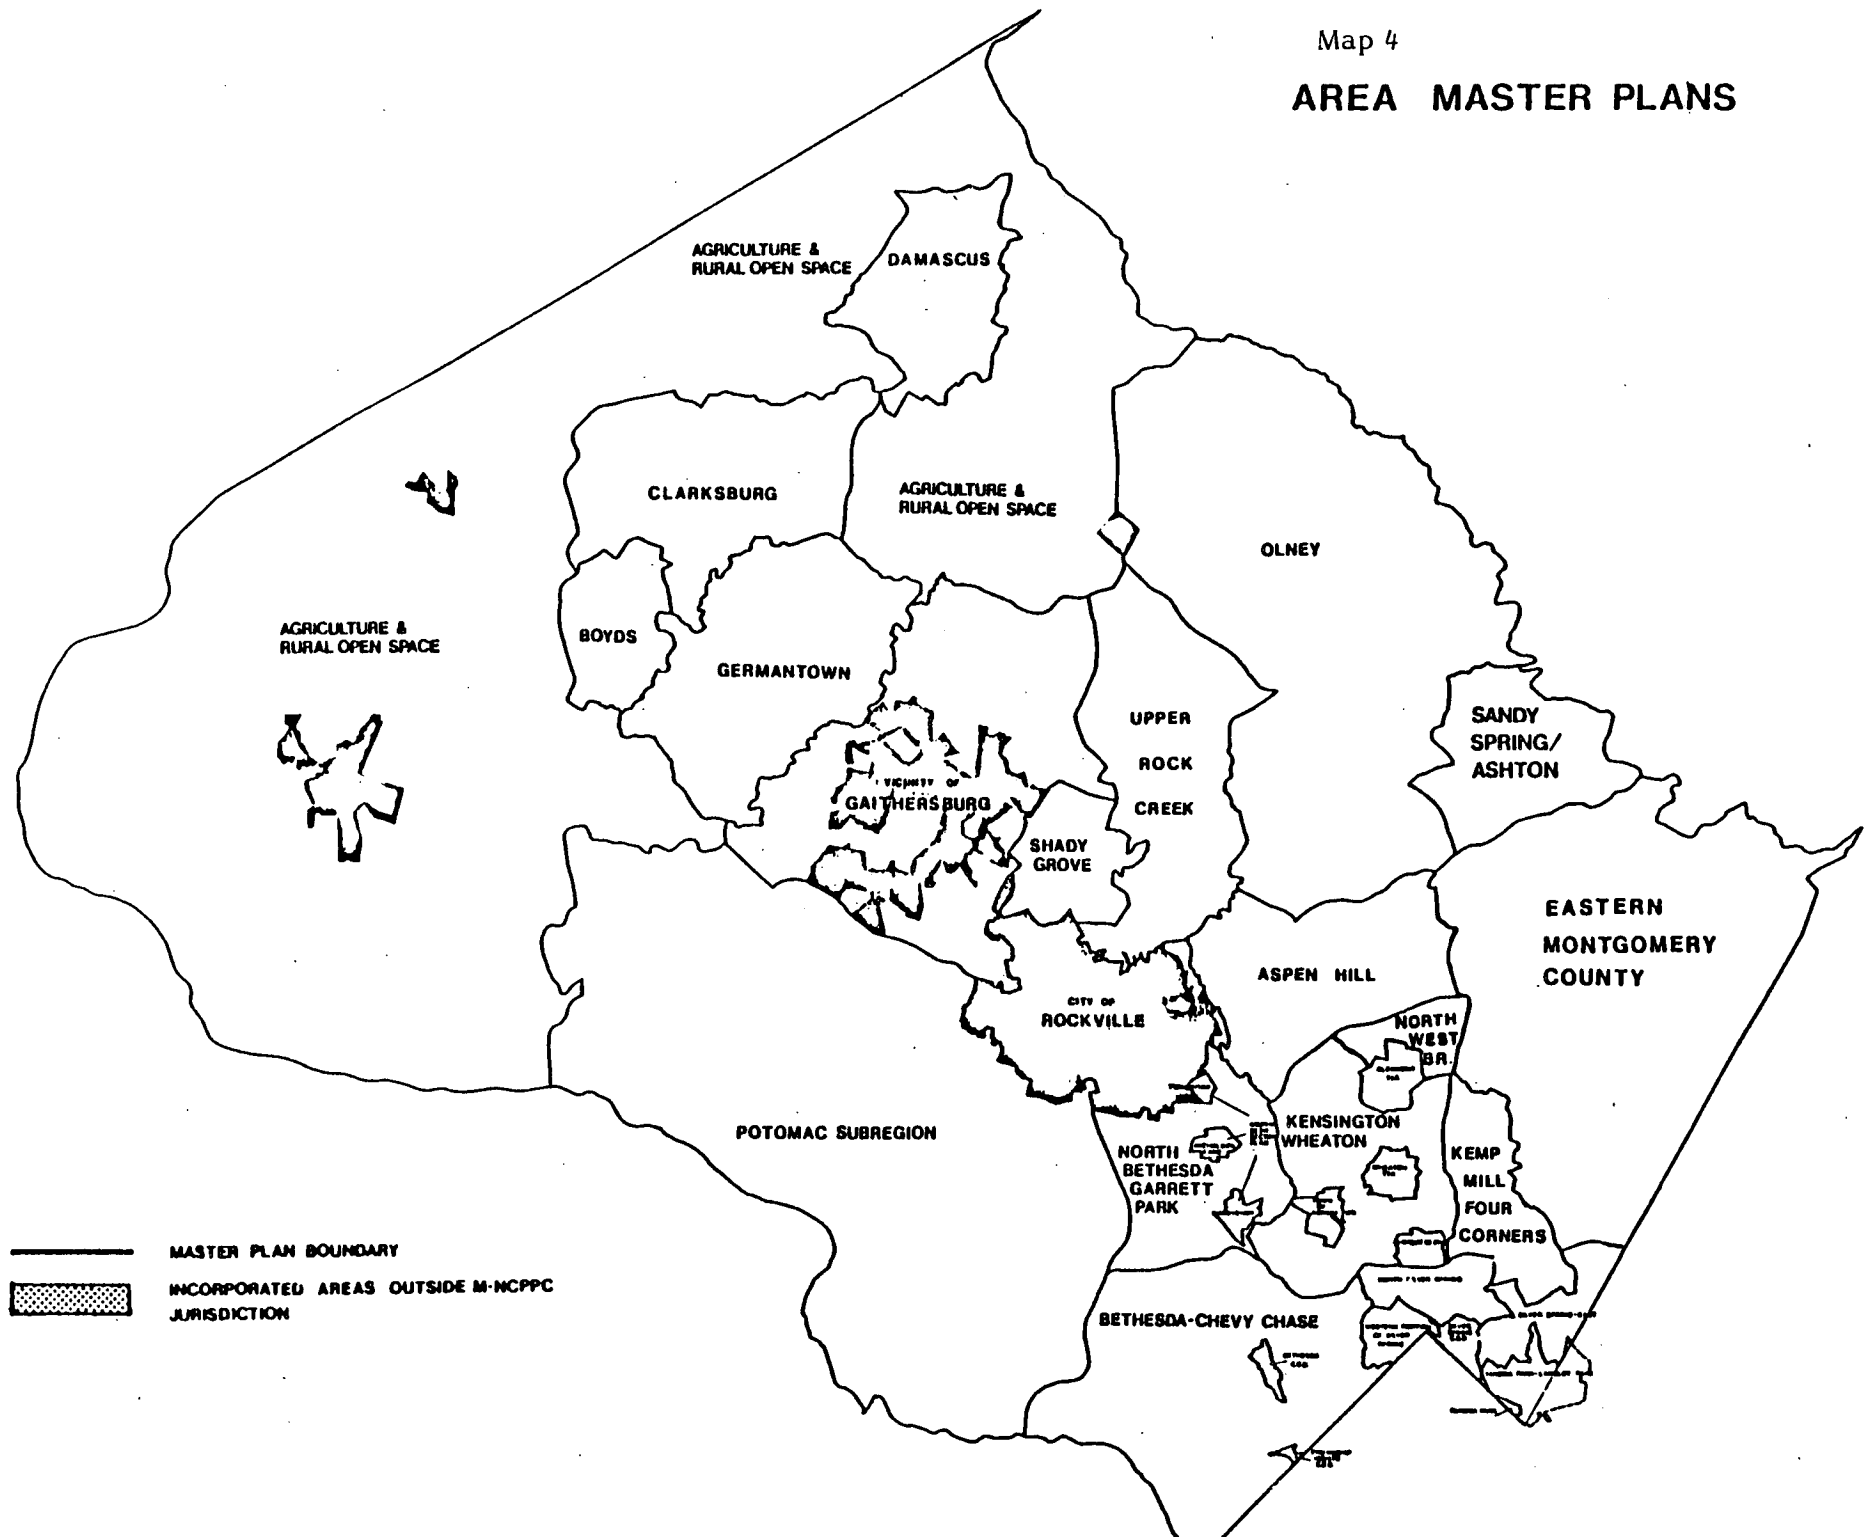 Map 4
AREA MASTER PLANS
AGRICULTURE &
RURAL OPEN SPACE
DAMASCUS
CLARKSBURG
AGRICULTURE &
RURAL OPEN SPACE
OLNEY
AGRICULTURE &
RURAL OPEN SPACE
BOYDS
GERMANTOWN
UPPER
ROCK
CREEK
SANDY
SPRING/
ASHTON
VICINITY OF
GAITHERSBURG
SHADY
GROVE
EASTERN
MONTGOMERY
COUNTY
ASPEN HILL
CITY OF
ROCKVILLE
NORTH
WEST
BR.
POTOMAC SUBREGION
KENSINGTON
WHEATON
NORTH
BETHESDA
GARRETT
PARK
KEMP
MILL
FOUR
CORNERS
MASTER PLAN BOUNDARY
INCORPORATED AREAS OUTSIDE M-NCPPC
JURISDICTION
BETHESDA-CHEVY CHASE